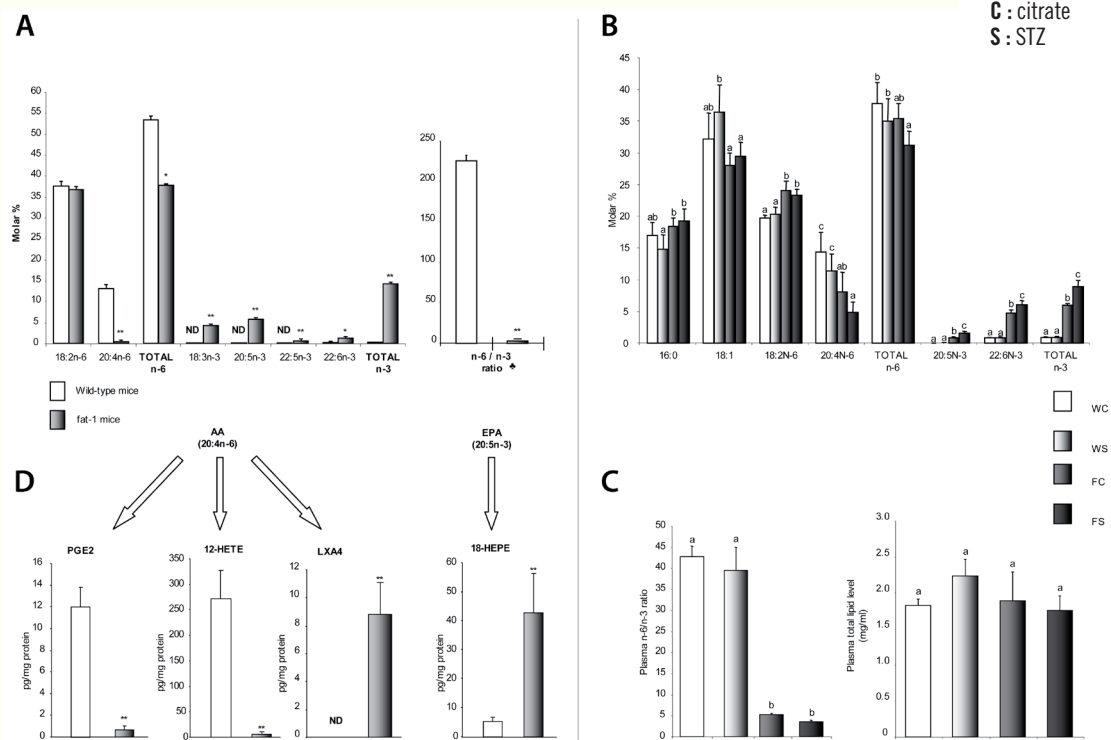 C : citrate
S : STZ
A
Molar %
60
55
50
45
40
35
30
25
20
15
10
5
0
**
*
ND
**
ND
**
ND
**
*
**
18:2n-6
20:4n-6
TOTAL
n-6
18:3n-3
20:5n-3
22:5n-3
22:6n-3
TOTAL
n-3
250
200
150
100
50
0
**
n-6 / n-3
ratio ♣
Wild-type mice
fat-1 mice
B
Molar %
45
40
35
30
25
20
15
10
5
0
ab a b b
ab b a a
a a b b
c c ab a
b b ab a
a a b c
a a b c
a a b c
16:0
18:1
18:2N-6
20:4N-6
TOTAL
n-6
20:5N-3
22:6N-3
TOTAL
n-3
WC
WS
FC
FS
D
AA
(20:4n-6)
EPA
(20:5n-3)
PGE2
pg/mg protein
16
14
12
10
8
6
4
2
0
**
12-HETE
pg/mg protein
350
300
250
200
150
100
50
0
**
LXA4
pg/mg protein
12
10
8
6
4
2
0
ND
**
18-HEPE
pg/mg protein
60
50
40
30
20
10
0
**
C
Plasma n-6/n-3 ratio
50
45
40
35
30
25
20
15
10
5
0
a a b b
Plasma total lipid level
(mg/ml)
3.0
2.5
2.0
1.5
1.0
0.5
0
a a a a